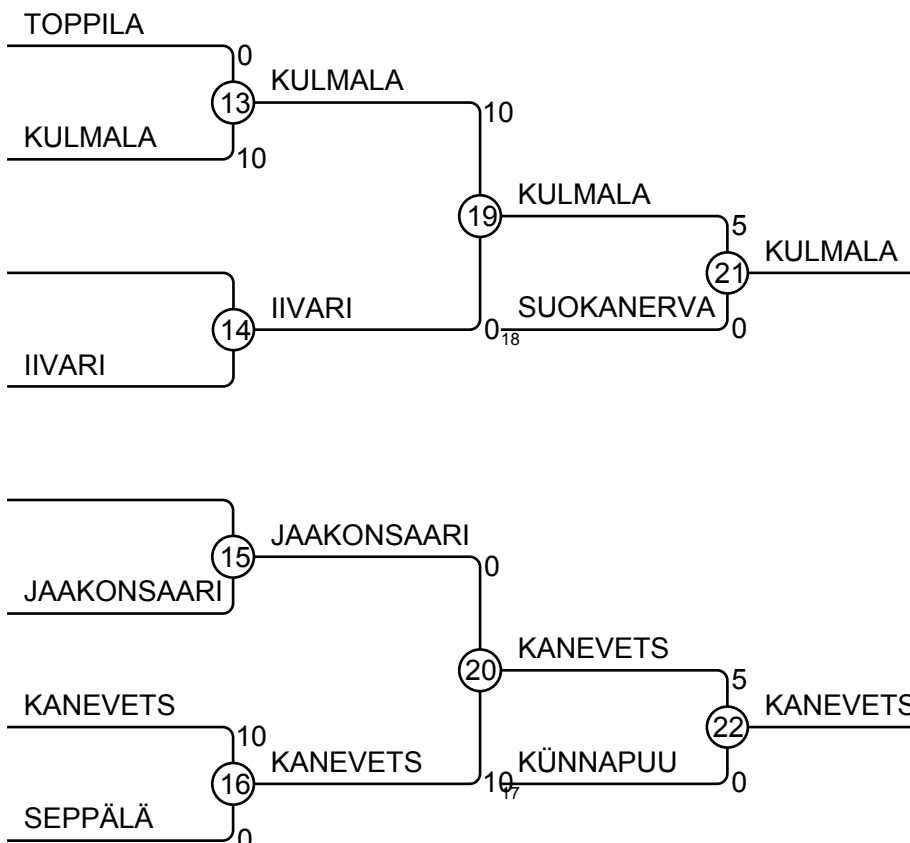 TOPPILA
0
KULMALA
13
KULMALA
10
10
KULMALA
19
5
KULMALA
21
IIVARI
SUOKANERVA
14
0
18
0
IIVARI
JAAKONSAARI
15
0
JAAKONSAARI
KANEVETS
20
5
KANEVETS
KANEVETS
22
10
KANEVETS
KÜNNAPUU
16
10
17
0
SEPPÄLÄ
0